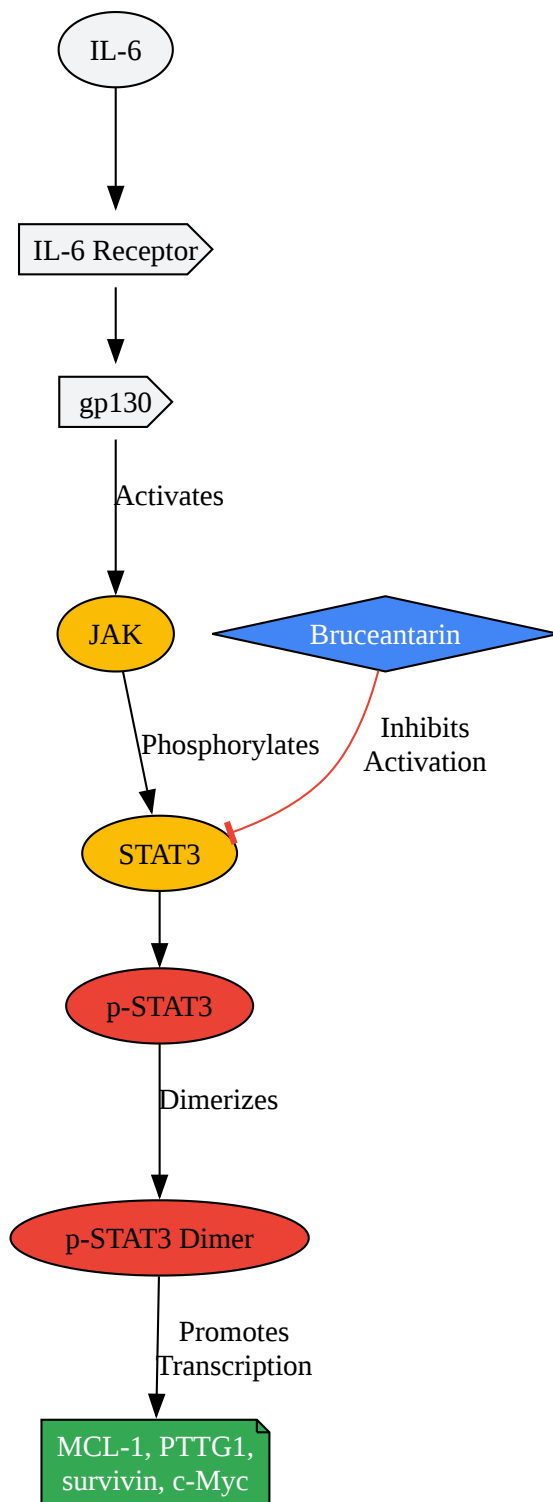 IL-6
IL-6 Receptor
gp130
Activates
JAK
Bruceantarin
Phosphorylates
Inhibits
Activation
STAT3
p-STAT3
Dimerizes
p-STAT3 Dimer
Promotes
Transcription
MCL-1, PTTG1,
survivin, c-Myc